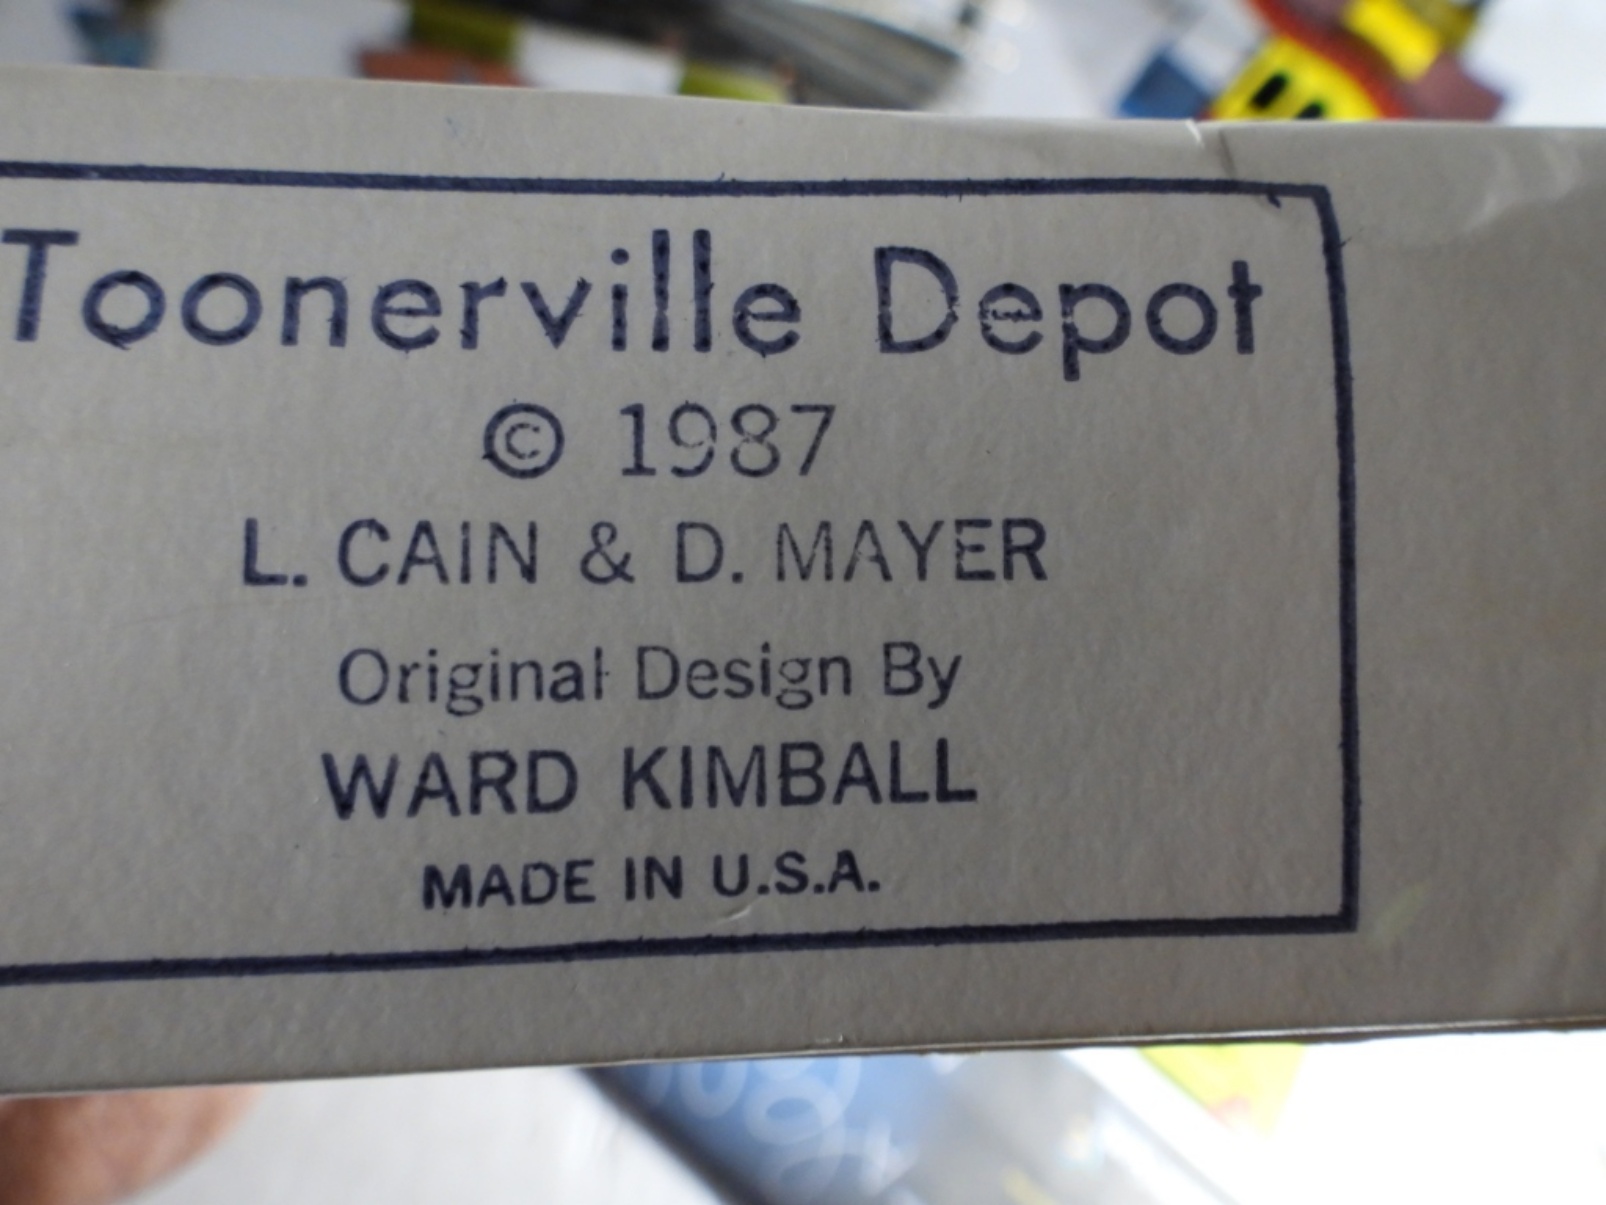 Toonerville Depot
© 1987
L. CAIN & D. MAYER
Original Design By
WARD KIMBALL
MADE IN U.S.A.